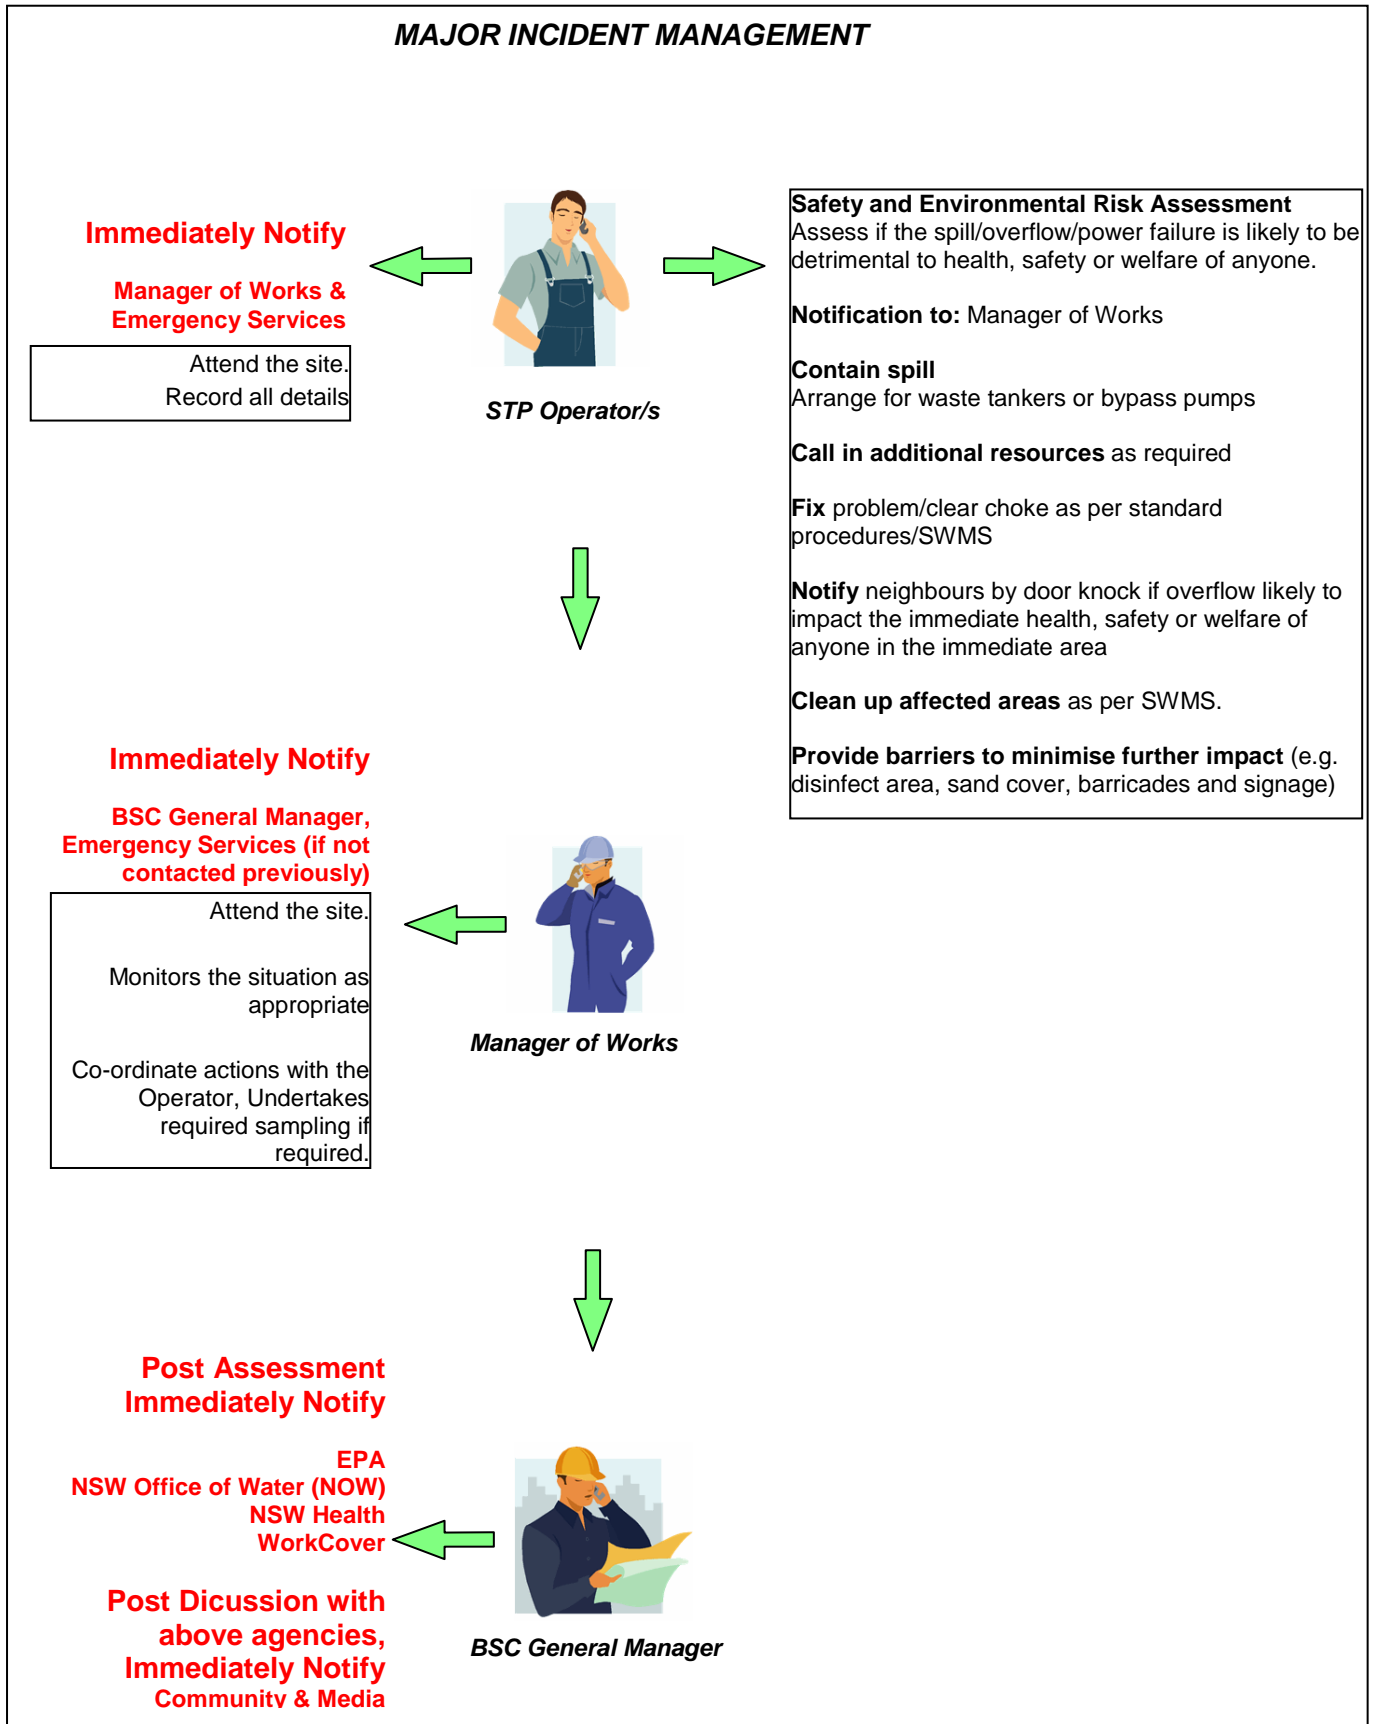 MAJOR INCIDENT MANAGEMENT
Immediately Notify
Manager of Works &
Emergency Services
Attend the site.
Record all details
STP Operator/s
Safety and Environmental Risk Assessment
Assess if the spill/overflow/power failure is likely to be
detrimental to health, safety or welfare of anyone.
Notification to: Manager of Works
Contain spill
Arrange for waste tankers or bypass pumps
Call in additional resources as required
Fix problem/clear choke as per standard
procedures/SWMS
Notify neighbours by door knock if overflow likely to
impact the immediate health, safety or welfare of
anyone in the immediate area
Clean up affected areas as per SWMS.
Provide barriers to minimise further impact (e.g.
disinfect area, sand cover, barricades and signage)
Immediately Notify
BSC General Manager,
Emergency Services (if not
contacted previously)
Attend the site.
Monitors the situation as
appropriate
Co-ordinate actions with the
Operator, Undertakes
required sampling if
required.
Manager of Works
Post Assessment
Immediately Notify
EPA
NSW Office of Water (NOW)
NSW Health
WorkCover
Post Dicussion with
above agencies,
Immediately Notify
Community & Media
BSC General Manager